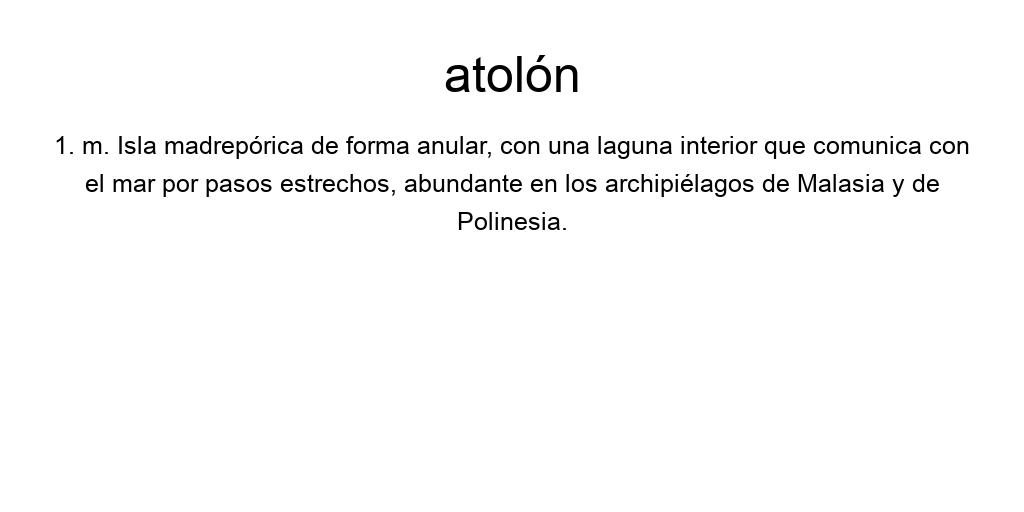 atolón
1. m. Isla madrepórica de forma anular, con una laguna interior que comunica con
el mar por pasos estrechos, abundante en los archipiélagos de Malasia y de
Polinesia.